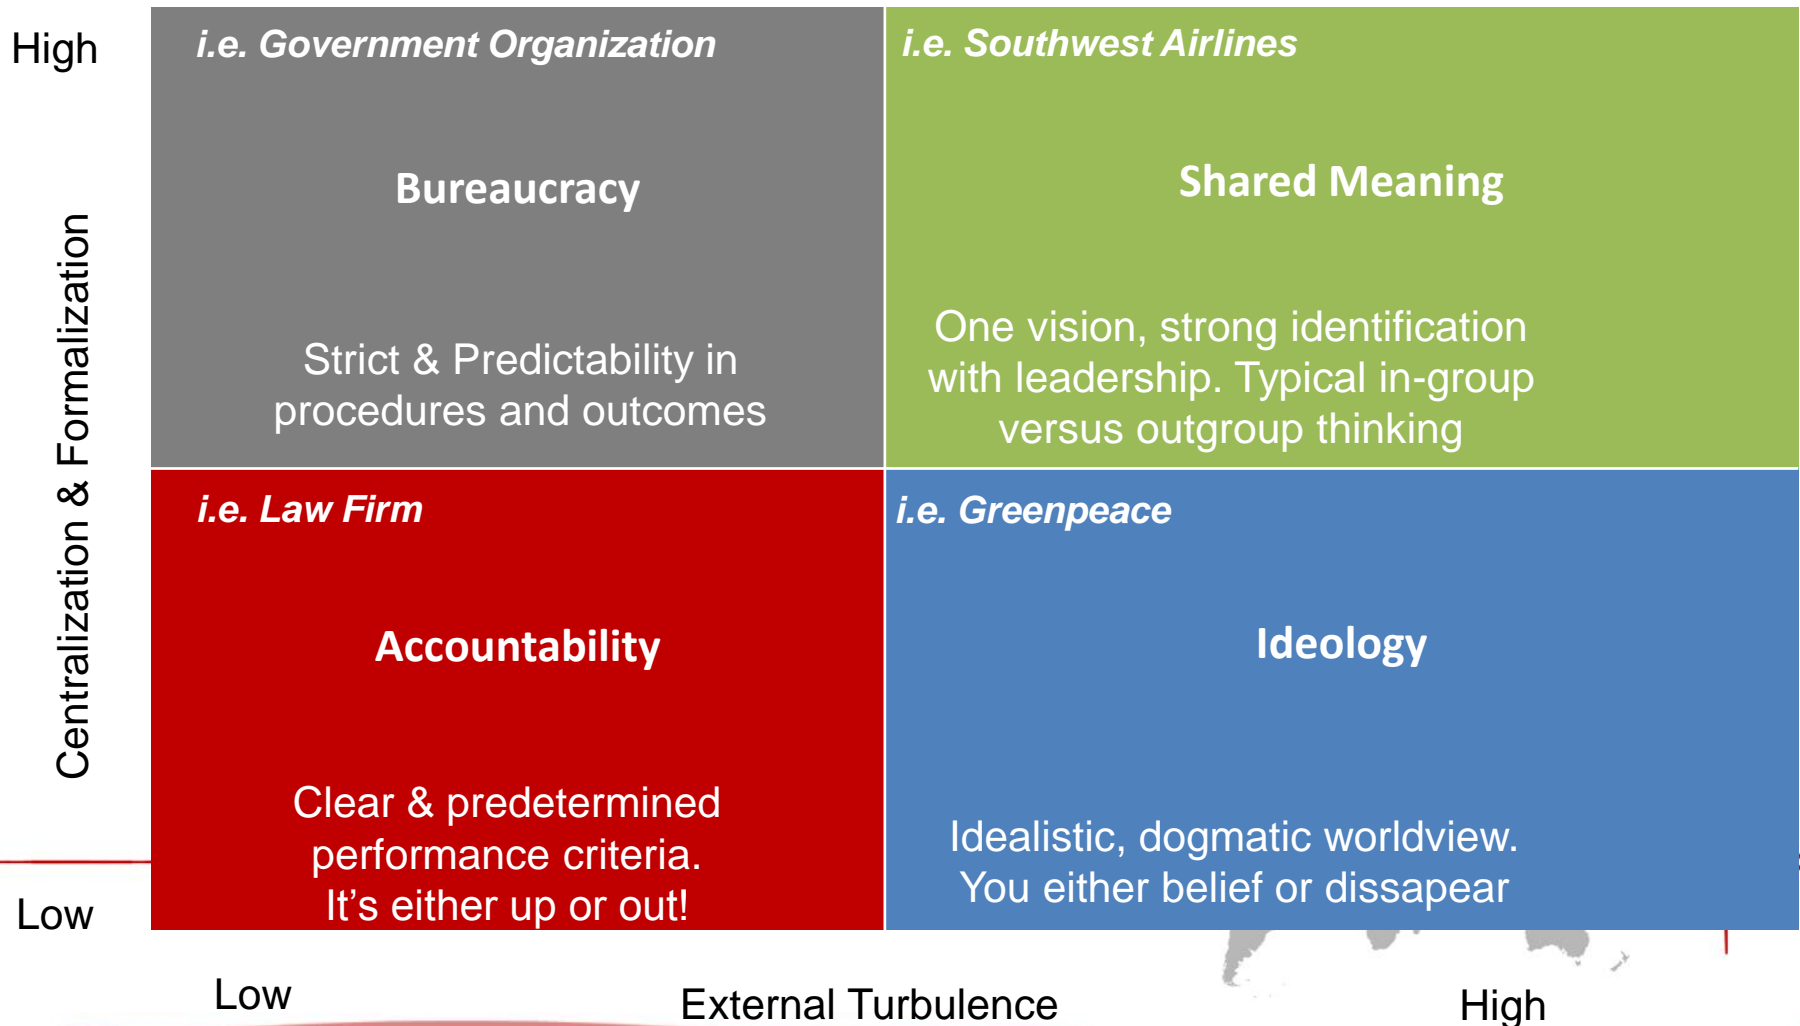 High
i.e. Government Organization
Bureaucracy
Strict & Predictability in
procedures and outcomes
i.e. Southwest Airlines
Shared Meaning
One vision, strong identification
with leadership. Typical in-group
versus outgroup thinking
Centralization & Formalization
i.e. Law Firm
Accountability
Clear & predetermined
performance criteria.
It’s either up or out!
i.e. Greenpeace
Ideology
Idealistic, dogmatic worldview.
You either belief or dissapear
Low
Low
External Turbulence
High